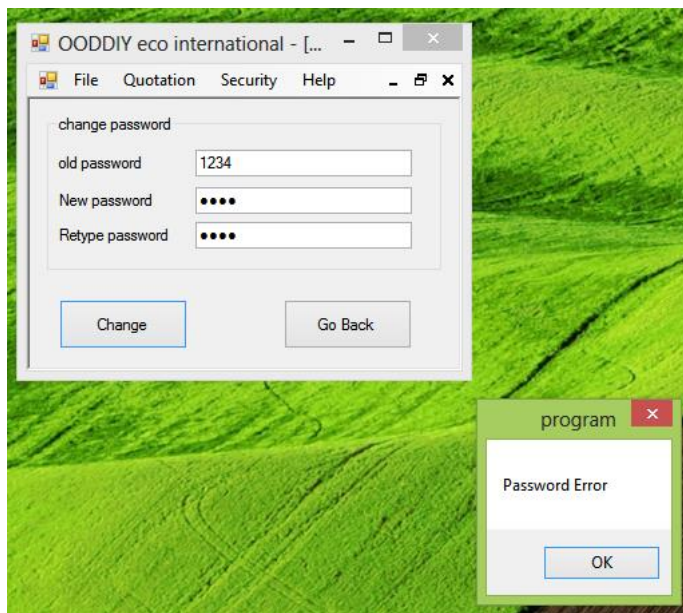 OODDIY eco international - [...
File Quotation Security Help
change password
old password 1234
New password ●●●●
Retype password ●●●●
Change Go Back
program
Password Error
OK